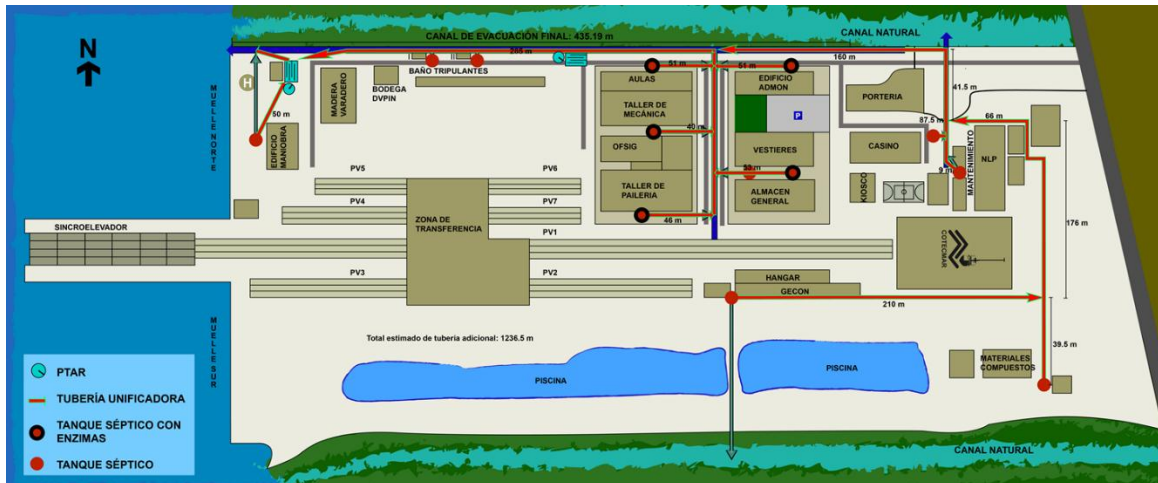 N
CANAL DE EVACUACIÓN FINAL: 435.19 m
CANAL NATURAL
285 m
51 m
51 m
160 m
BAÑO TRIPULANTES
H
50 m
EDIFICIO
MANIOBRA
MADERA
VARADERO
BODEGA
DVPIN
AULAS
TALLER DE
MECÁNICA
40 m
OFSIG
TALLER DE
PAILERIA
46 m
EDIFICIO
ADMON
P
VESTIERES
ALMACEN
GENERAL
PORTERIA
41.5 m
87.5 m
66 m
CASINO
KIOSCO
9 m
MANTENIMIENTO
NLP
176 m
COTECMAR
MUELLE NORTE
PV5
PV6
PV4
PV7
ZONA DE
TRANSFERENCIA
PV1
SINCROELEVADOR
PV3
PV2
HANGAR
GECON
210 m
39.5 m
MATERIALES
COMPUESTOS
Total estimado de tubería adicional: 1236.5 m
PISCINA
PISCINA
MUELLE SUR
CANAL NATURAL
PTAR
TUBERÍA UNIFICADORA
TANQUE SÉPTICO CON
ENZIMAS
TANQUE SÉPTICO